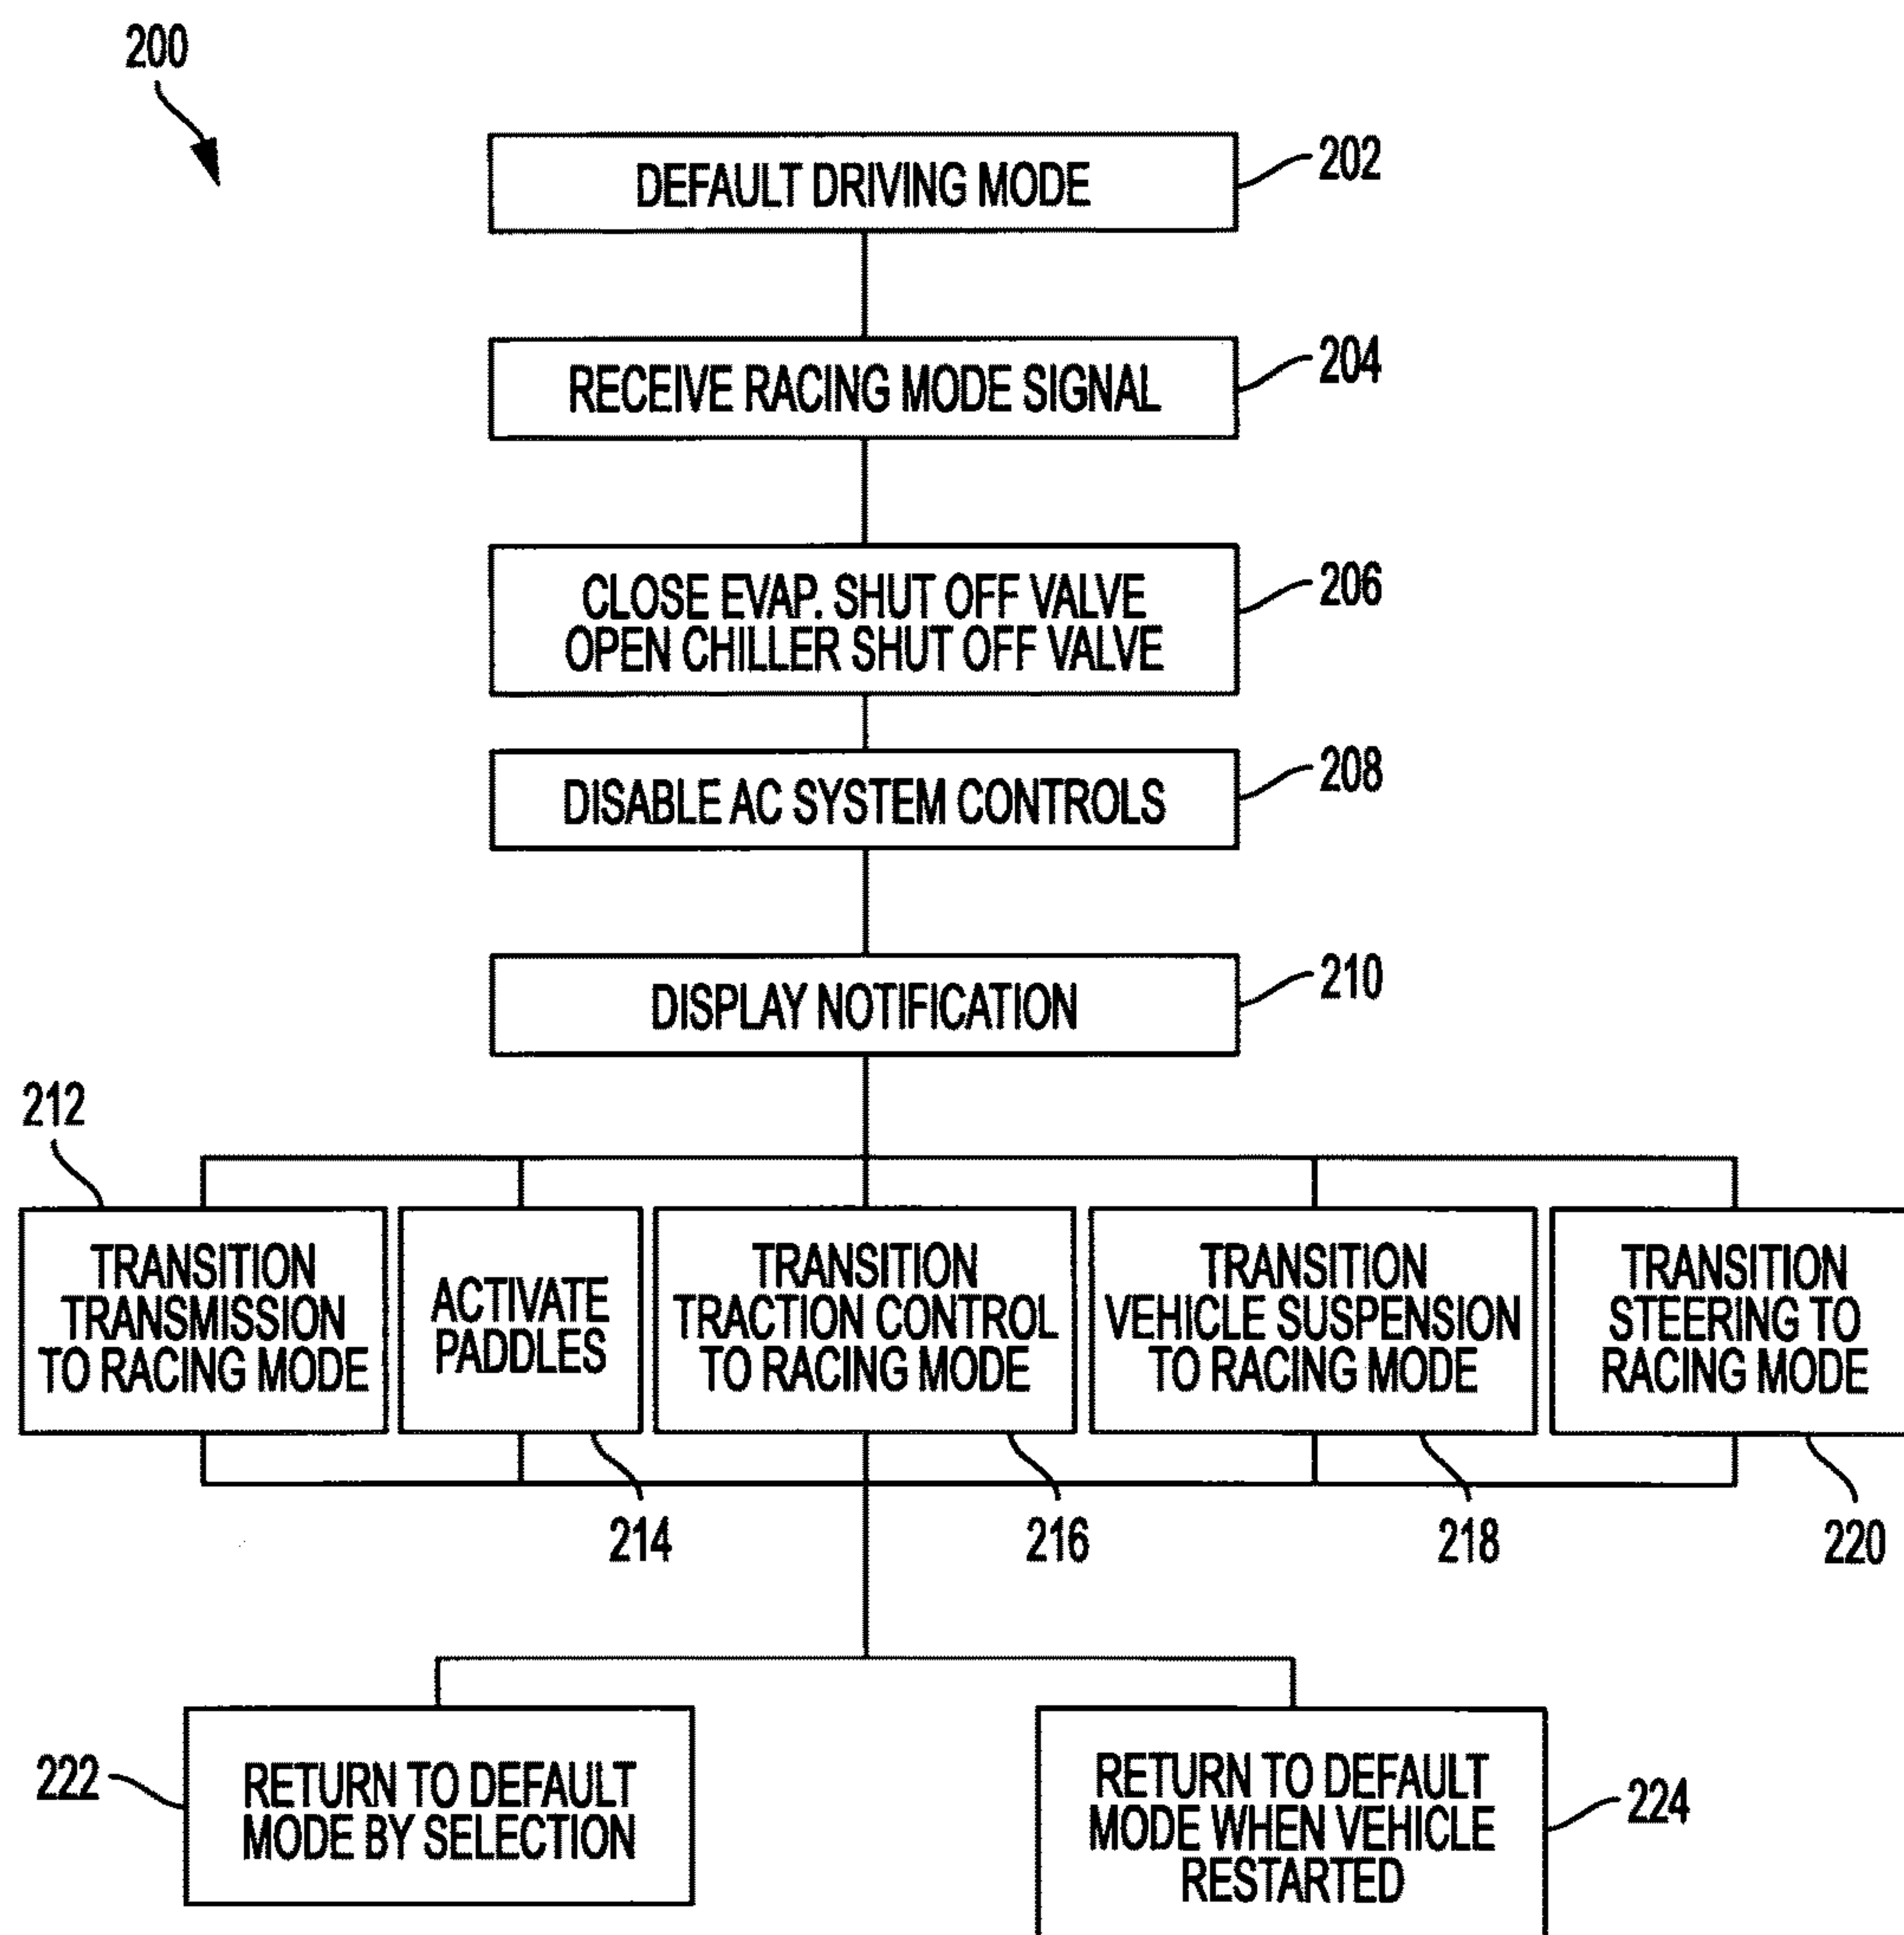 200
DEFAULT DRIVING MODE
202
RECEIVE RACING MODE SIGNAL
204
CLOSE EVAP. SHUT OFF VALVE
OPEN CHILLER SHUT OFF VALVE
206
DISABLE AC SYSTEM CONTROLS
208
DISPLAY NOTIFICATION
210
212
TRANSITION
TRANSMISSION
TO RACING MODE
ACTIVATE
PADDLES
TRANSITION
TRACTION CONTROL
TO RACING MODE
TRANSITION
VEHICLE SUSPENSION
TO RACING MODE
TRANSITION
STEERING TO
RACING MODE
214
216
218
220
222
RETURN TO DEFAULT
MODE BY SELECTION
RETURN TO DEFAULT
MODE WHEN VEHICLE
RESTARTED
224